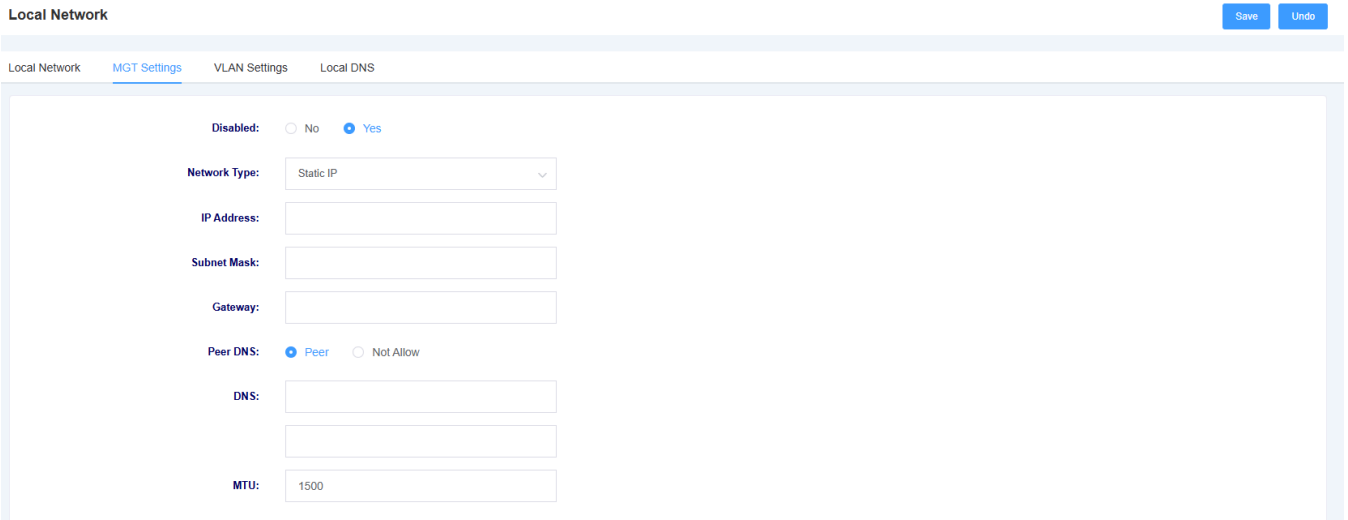 Local Network
Save Undo
Local Network MGT Settings VLAN Settings Local DNS
Disabled: No Yes
Network Type: Static IP
IP Address:
Subnet Mask:
Gateway:
Peer DNS: Peer Not Allow
DNS:
MTU: 1500